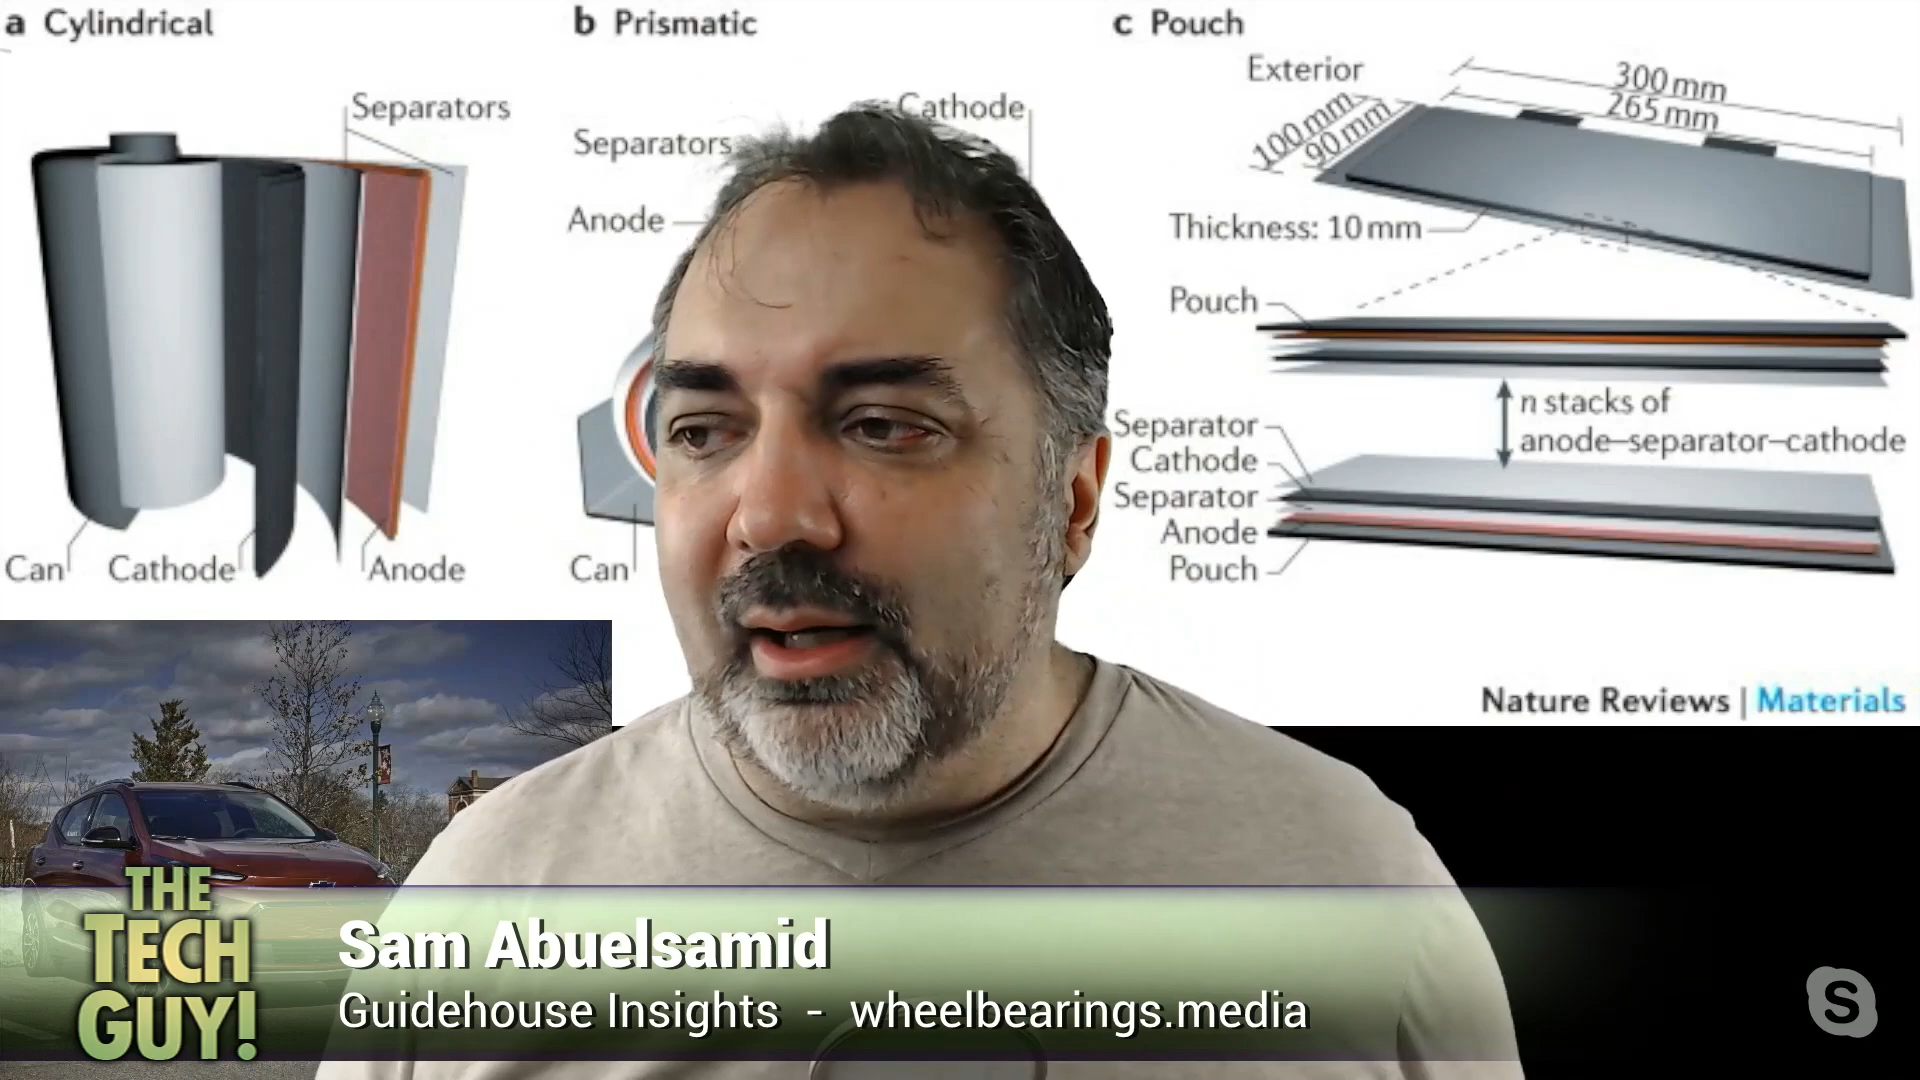 a Cylindrical
Separators
Can
Cathode
Anode
b Prismatic
Cathode
Separators
Anode
Can
c Pouch
Exterior
300 mm
265 mm
100 mm
90 mm
Thickness: 10 mm
Pouch
n stacks of
anode–separator–cathode
Separator
Cathode
Separator
Anode
Pouch
Nature Reviews | Materials
THE
TECH
GUY!
Sam Abuelsamid
Guidehouse Insights - wheelbearings.media
S